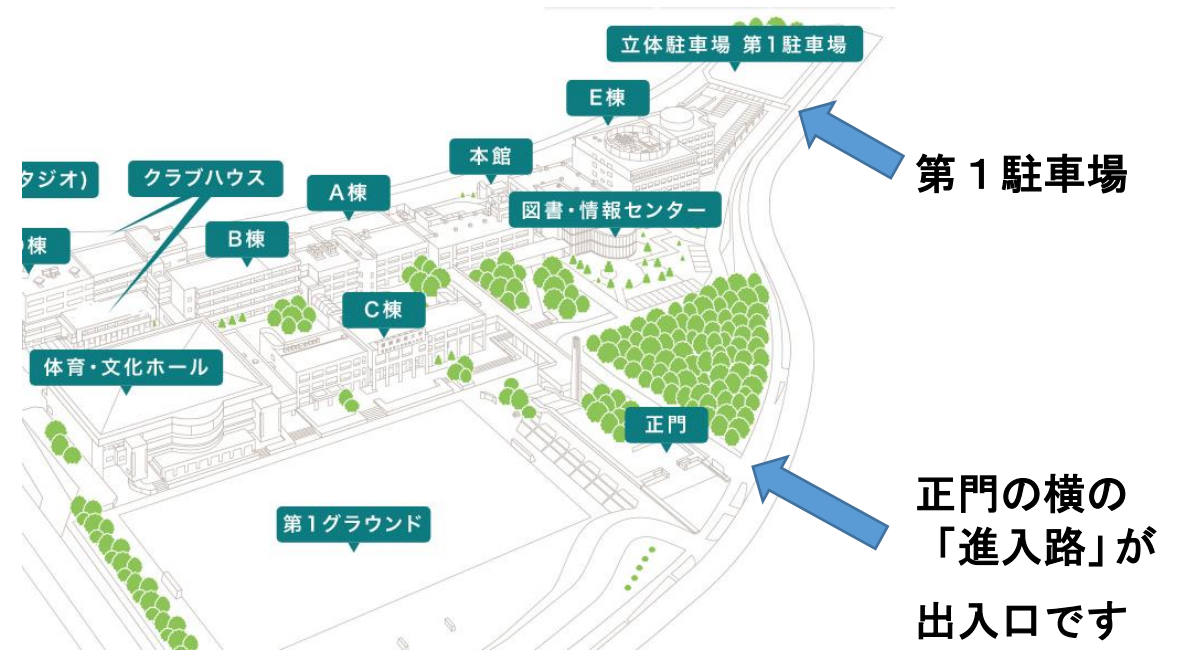 立体駐車場 第1駐車場
E棟
本館
第１駐車場
タジオ)
クラブハウス
A棟
図書・情報センター
棟
B棟
C棟
体育・文化ホール
正門
正門の横の
「進入路」が
出入口です
第1グラウンド